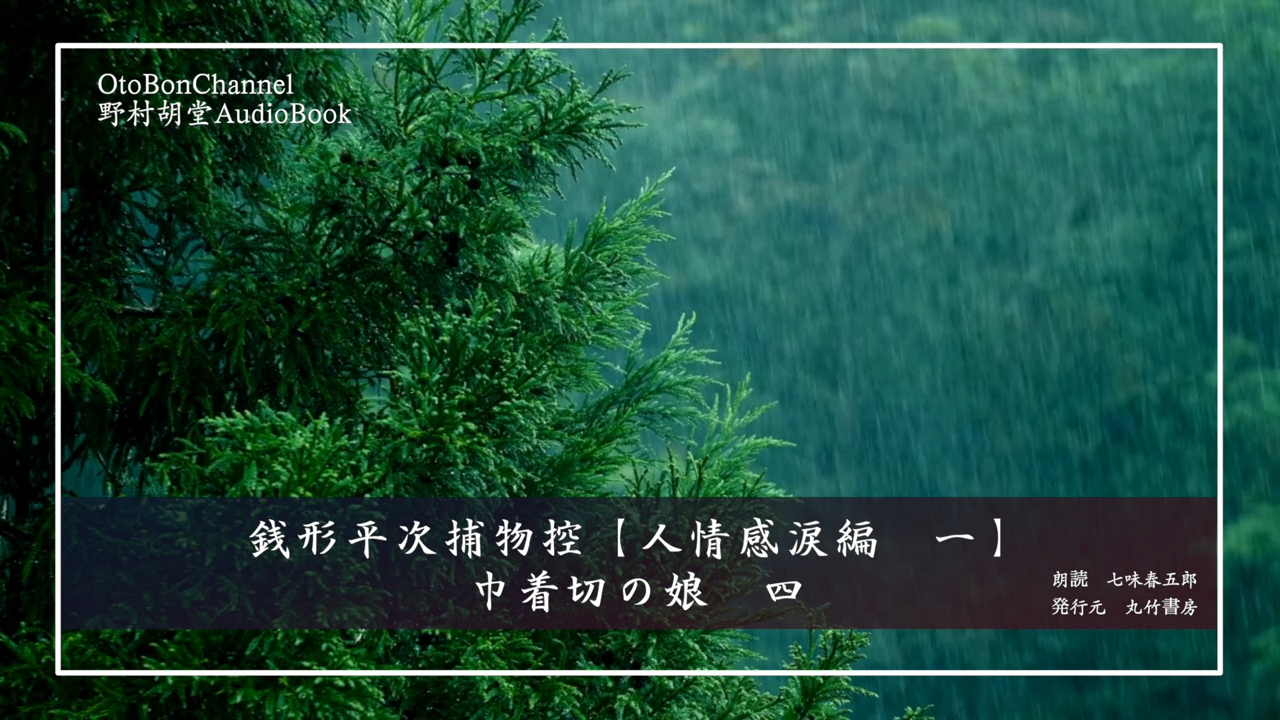 OtoBonChannel
野村胡堂AudioBook
銭形平次捕物控【人情感涙編　一】
巾着切の娘　四
朗読　七味春五郎
発行元　丸竹書房